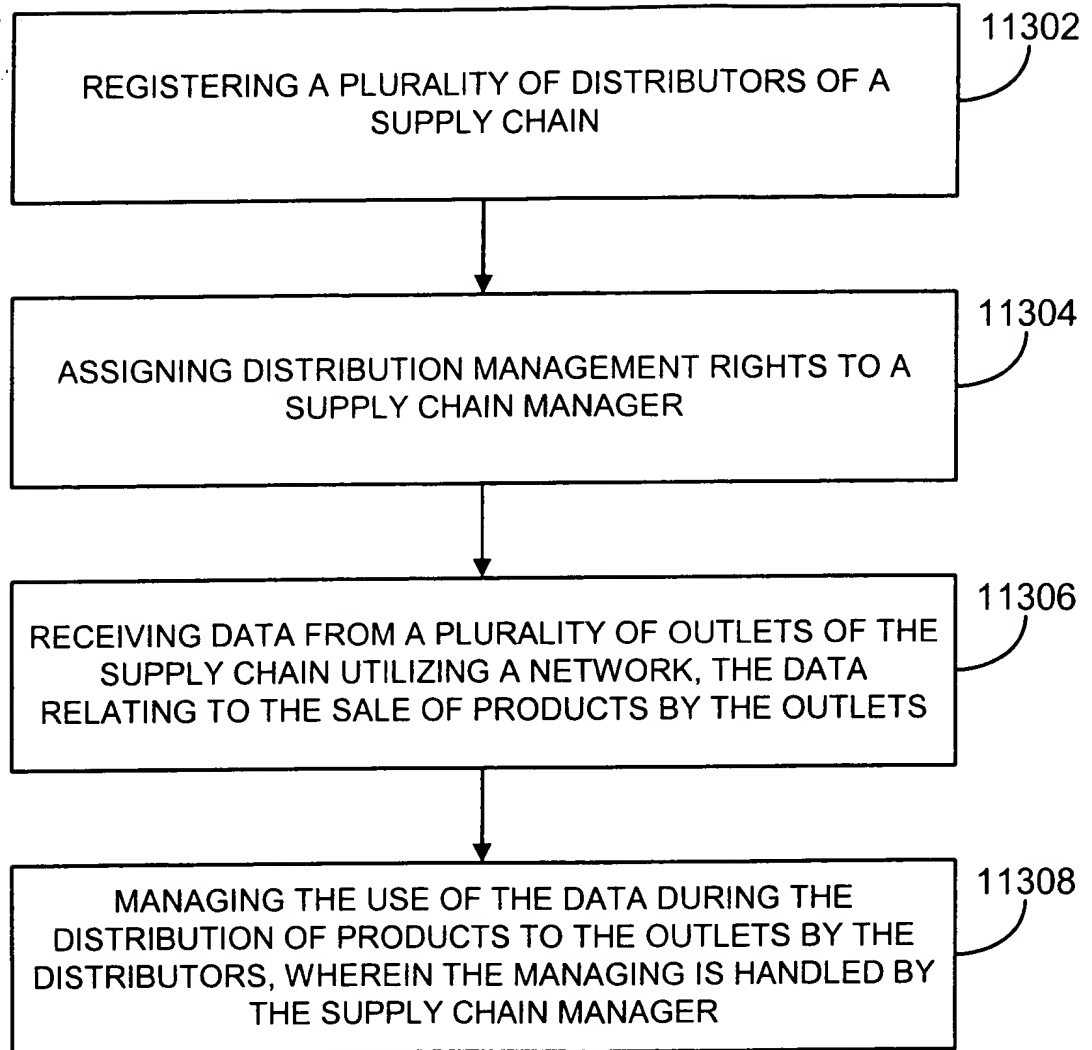 11302
REGISTERING A PLURALITY OF DISTRIBUTORS OF A
SUPPLY CHAIN
11304
ASSIGNING DISTRIBUTION MANAGEMENT RIGHTS TO A
SUPPLY CHAIN MANAGER
11306
RECEIVING DATA FROM A PLURALITY OF OUTLETS OF THE
SUPPLY CHAIN UTILIZING A NETWORK, THE DATA
RELATING TO THE SALE OF PRODUCTS BY THE OUTLETS
11308
MANAGING THE USE OF THE DATA DURING THE
DISTRIBUTION OF PRODUCTS TO THE OUTLETS BY THE
DISTRIBUTORS, WHEREIN THE MANAGING IS HANDLED BY
THE SUPPLY CHAIN MANAGER